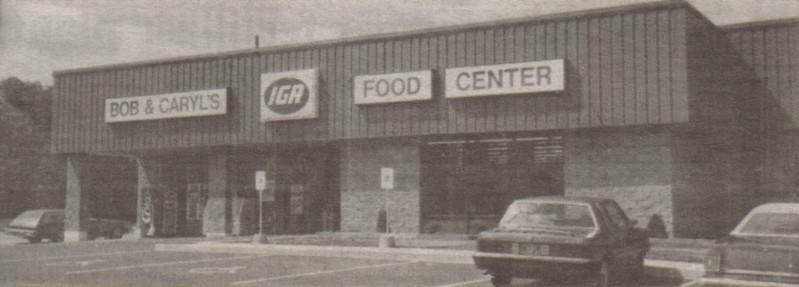 BOB & CARYL'S
IGA
FOOD
CENTER